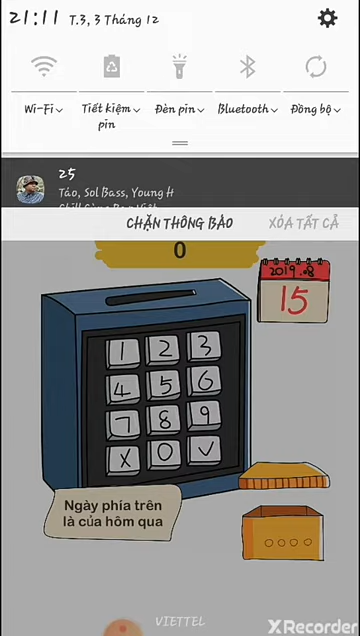 21:11 T.3, 3 Tháng 12
Wi-Fi
Tiết kiệm pin
Đèn pin
Bluetooth
Đồng bộ
25
Táo, Sol Bass, Young H
CHẶN THÔNG BÁO
XÓA TẤT CẢ
0
2019.08
15
1 2 3
4 5 6
7 8 9
X 0 V
Ngày phía trên
là của hôm qua
VIETTEL
XRecorder